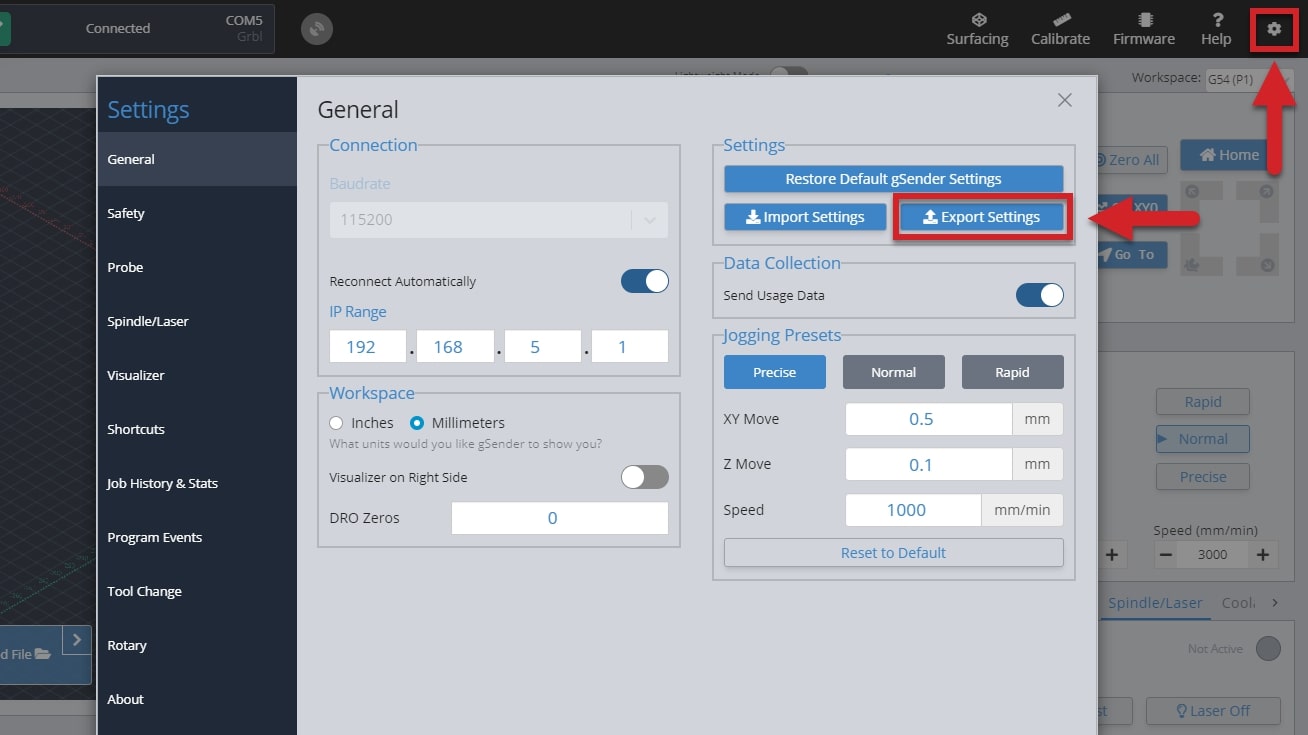 Connected
COM5
Grbl
Surfacing
Calibrate
Firmware
? Help
Workspace:
G54 (P1)
Settings
General
Safety
Probe
Spindle/Laser
Visualizer
Shortcuts
Job History & Stats
Program Events
Tool Change
Rotary
About
General
Connection
Baudrate
115200
Reconnect Automatically
IP Range
192 . 168 . 5 . 1
Workspace
Inches
Millimeters
What units would you like gSender to show you?
Visualizer on Right Side
DRO Zeros
0
Settings
Restore Default gSender Settings
Import Settings
Export Settings
Data Collection
Send Usage Data
Jogging Presets
Precise
Normal
Rapid
XY Move
0.5
mm
Z Move
0.1
mm
Speed
1000
mm/min
Reset to Default
Zero All
Home
XY0
Go To
Rapid
Normal
Precise
Speed (mm/min)
+
− 3000 +
Spindle/Laser
Not Active
Laser Off
d File